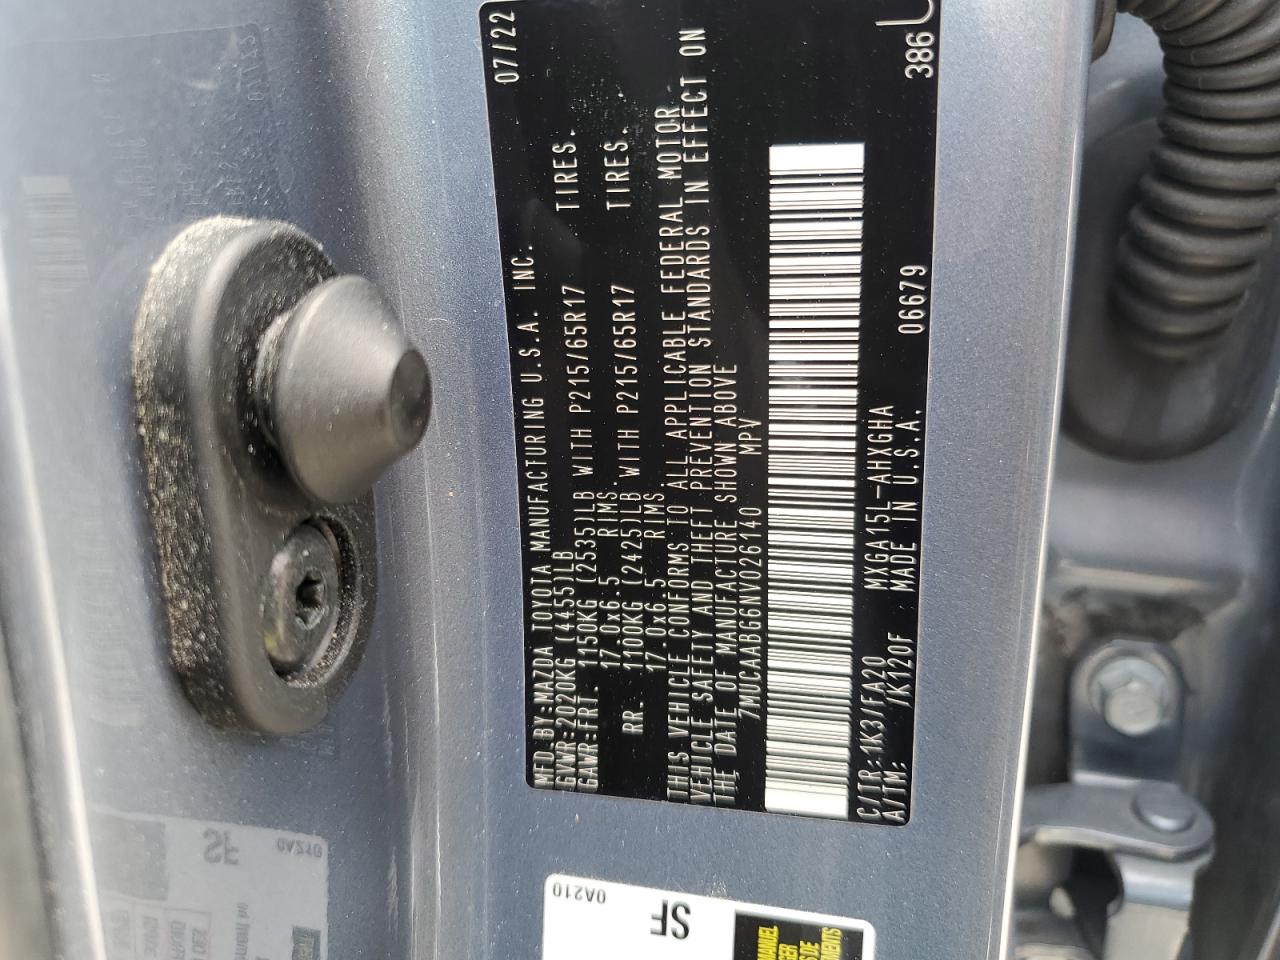 MFD.BY:MAZDA TOYOTA MANUFACTURING U.S.A. INC. 07/22
GVWR:2020KG (4455)LB
GAWR:FRT. 1150KG (2535)LB WITH P215/65R17 TIRES.
17.0x6.5 RIMS.
RR. 1100KG (2425)LB WITH P215/65R17 TIRES.
17.0x6.5 RIMS
THIS VEHICLE CONFORMS TO ALL APPLICABLE FEDERAL MOTOR
VEHICLE SAFETY AND THEFT PREVENTION STANDARDS IN EFFECT ON
THE DATE OF MANUFACTURE SHOWN ABOVE.
7MUCAABG6NV026140 MPV
C/TR:1K3/FA20 MXGA15L-AHXGHA 06679 386
A/TM: /K120F MADE IN U.S.A.
0A210
SF
MANUEL